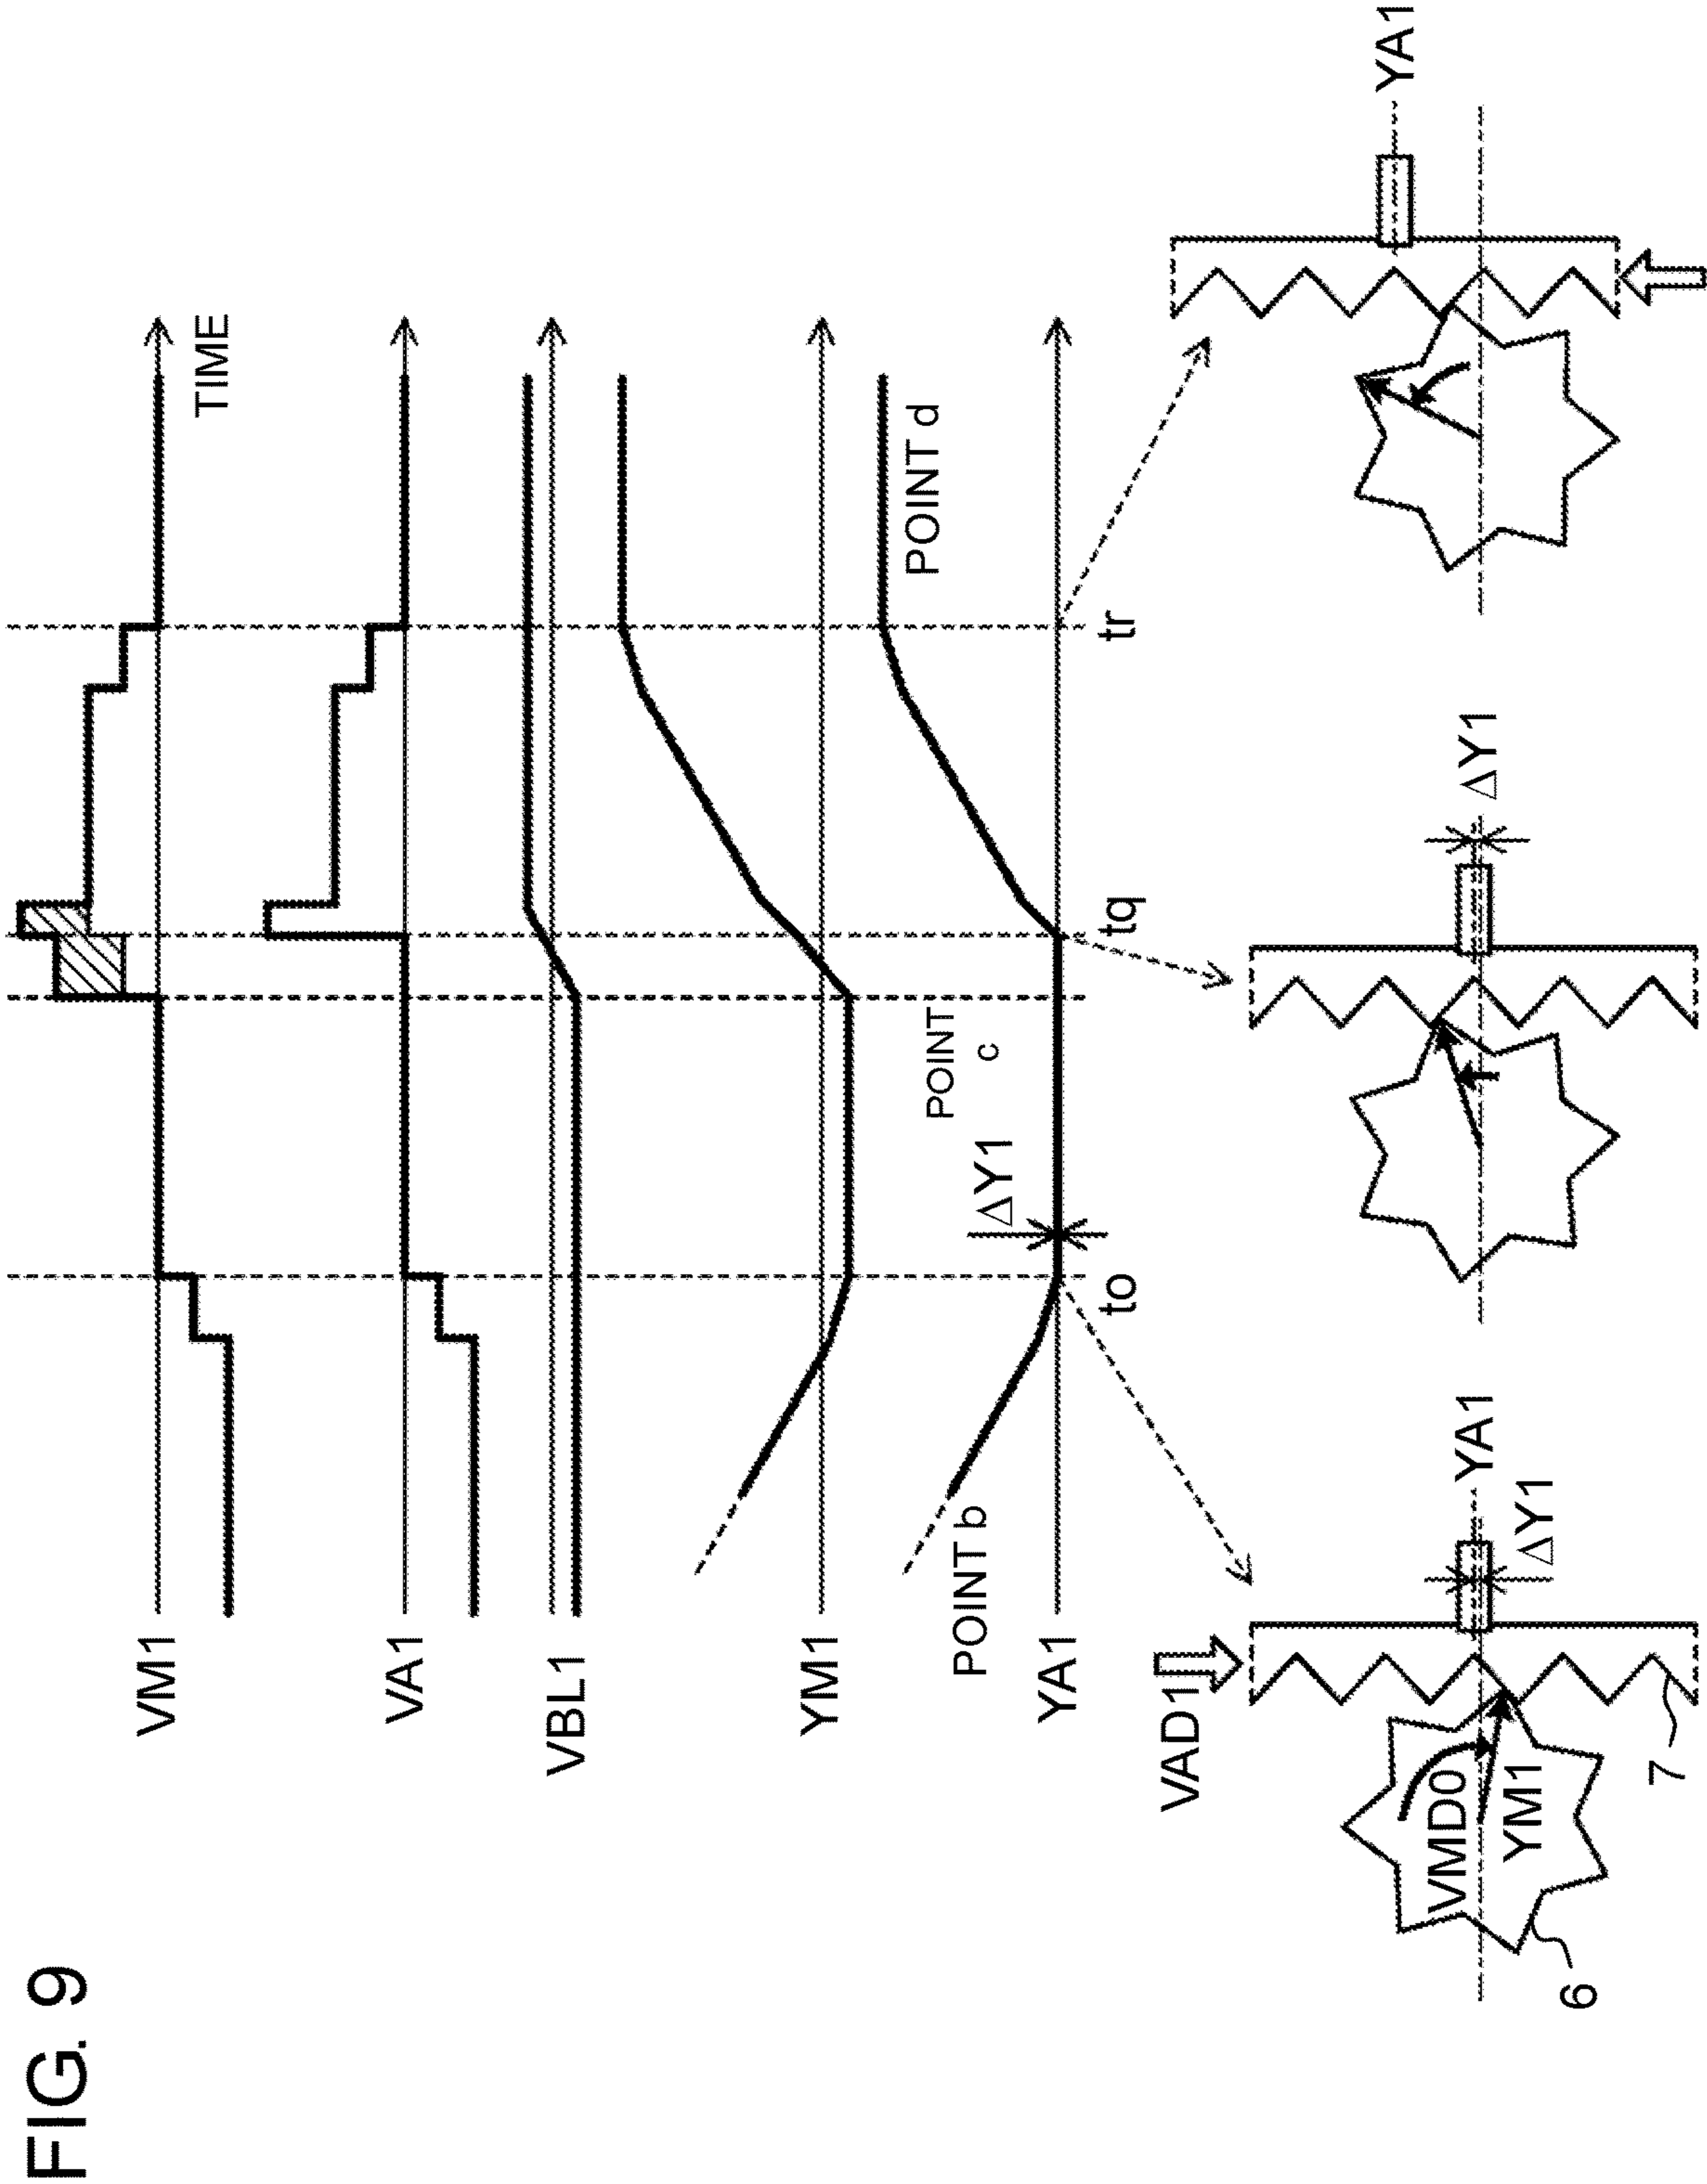 FIG. 9
VM1
TIME
VA1
VBL1
YM1
YA1
POINT b
POINT
c
POINT d
ΔY1
to
tq
tr
VAD1
VMD0
YM1
6
7
YA1
ΔY1
ΔY1
YA1